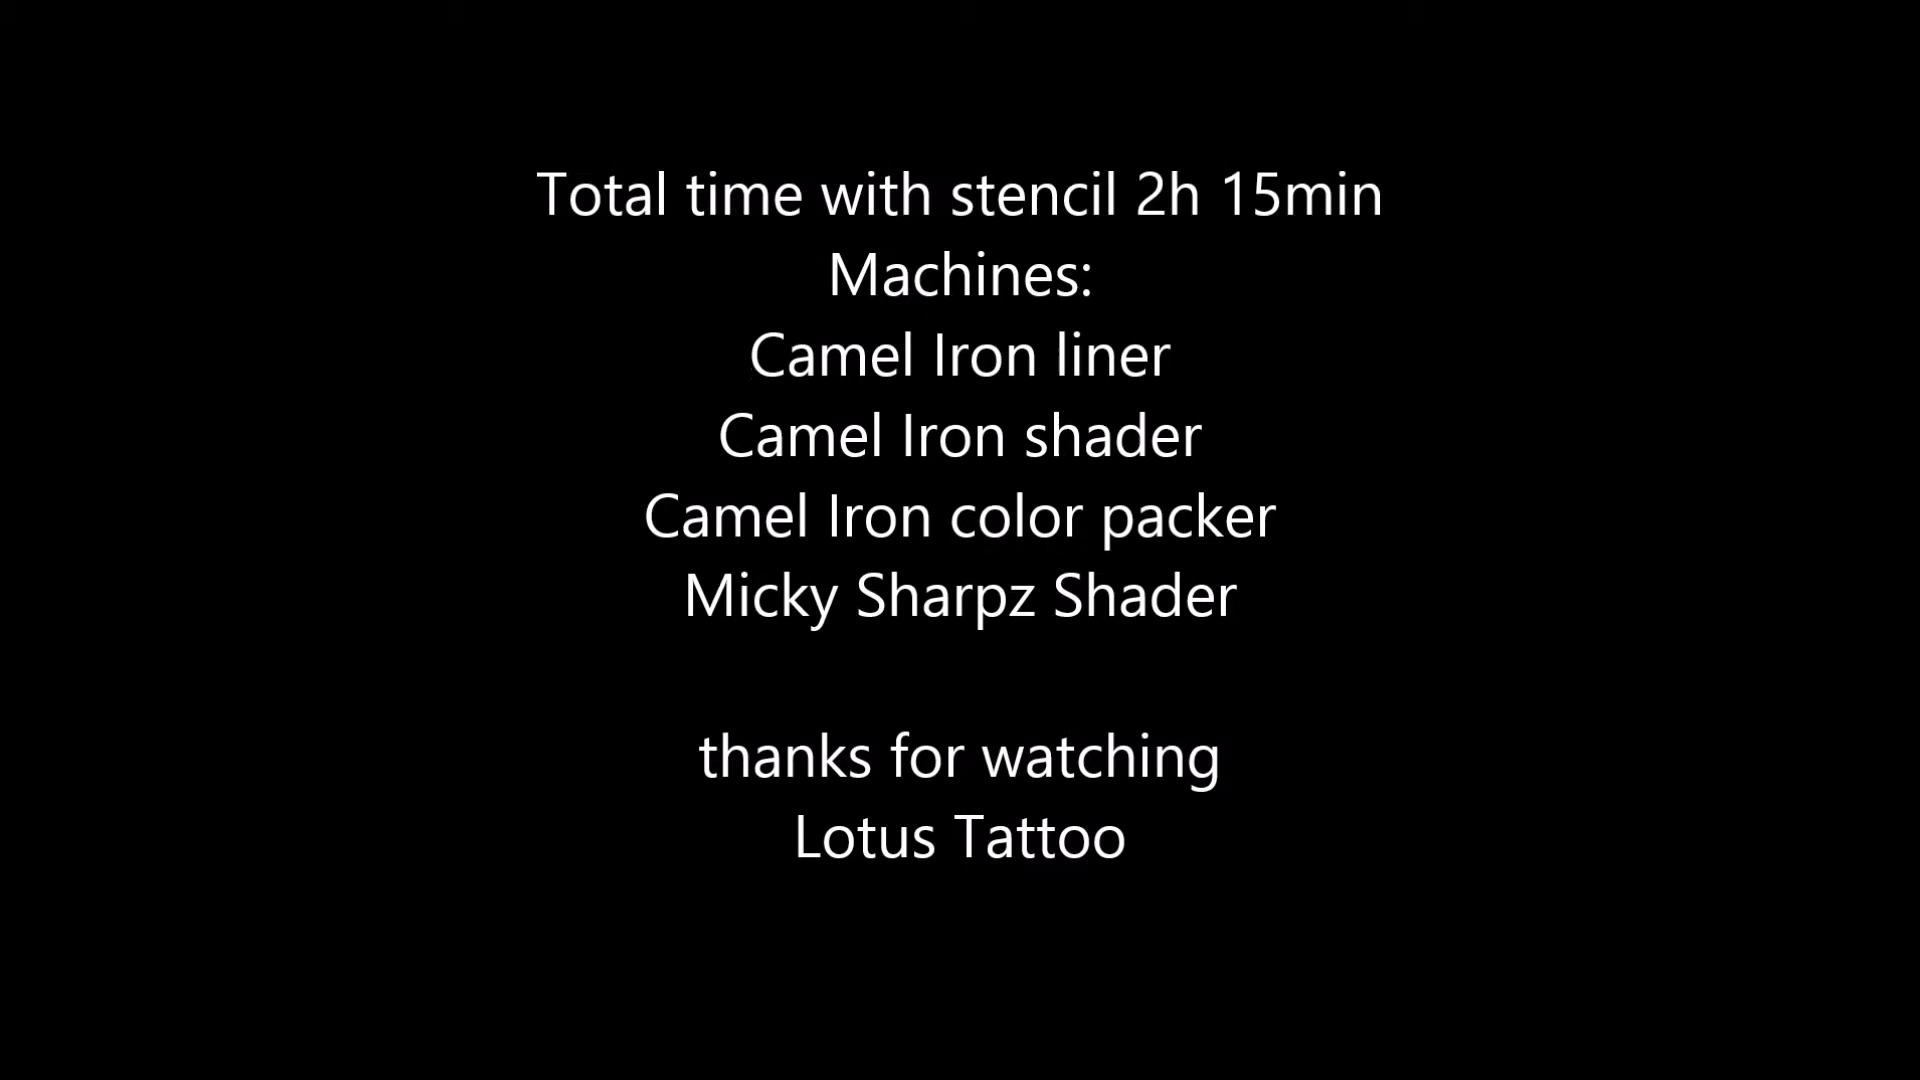 Total time with stencil 2h 15min
Machines:
Camel Iron liner
Camel Iron shader
Camel Iron color packer
Micky Sharpz Shader
thanks for watching
Lotus Tattoo